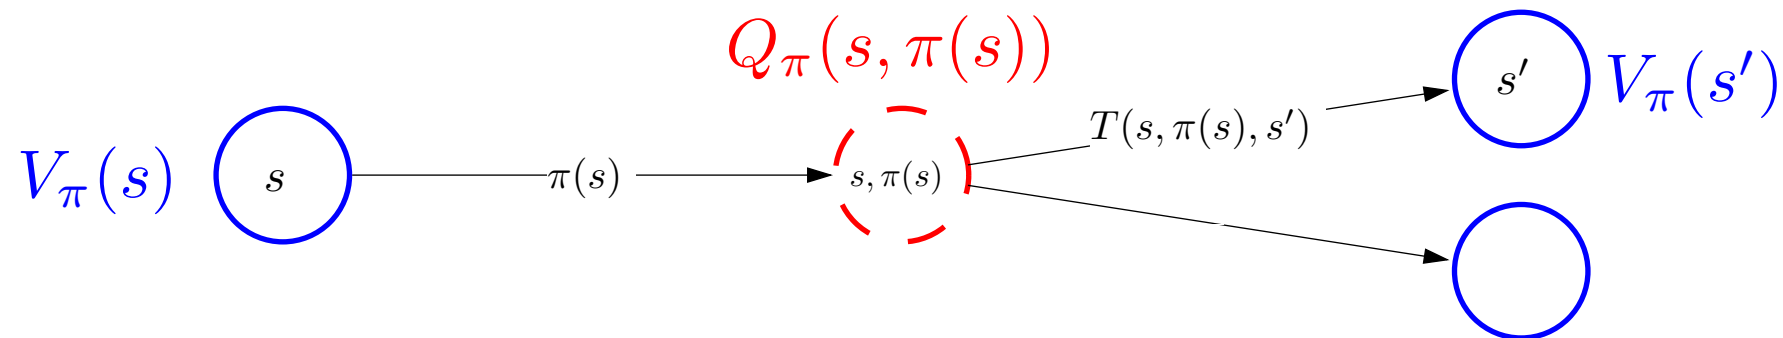 Q_π(s, π(s))
s′ V_π(s′)
T(s, π(s), s′)
V_π(s) s π(s) s, π(s)